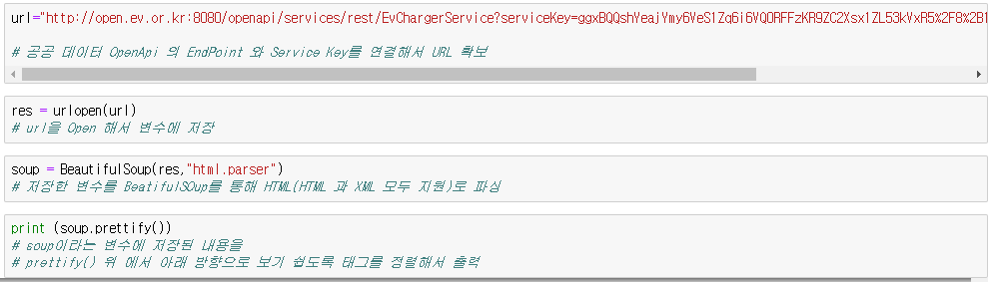 url="http://open.ev.or.kr:8080/openapi/services/rest/EvChargerService?serviceKey=ggxBQQshYeajYmy6VeS1Zq6i6VQORFFzKR9ZC2Xsx1ZL53kVxR5%2F8%2B1
# 공공 데이터 OpenApi 의 EndPoint 와 Service Key를 연결해서 URL 확보
res = urlopen(url)
# url을 Open 해서 변수에 저장
soup = BeautifulSoup(res,"html.parser")
# 저장한 변수를 BeatifulSOup를 통해 HTML(HTML 과 XML 모두 지원)로 파싱
print (soup.prettify())
# soup이라는 변수에 저장된 내용을
# prettify() 위 에서 아래 방향으로 보기 쉽도록 태그를 정렬해서 출력